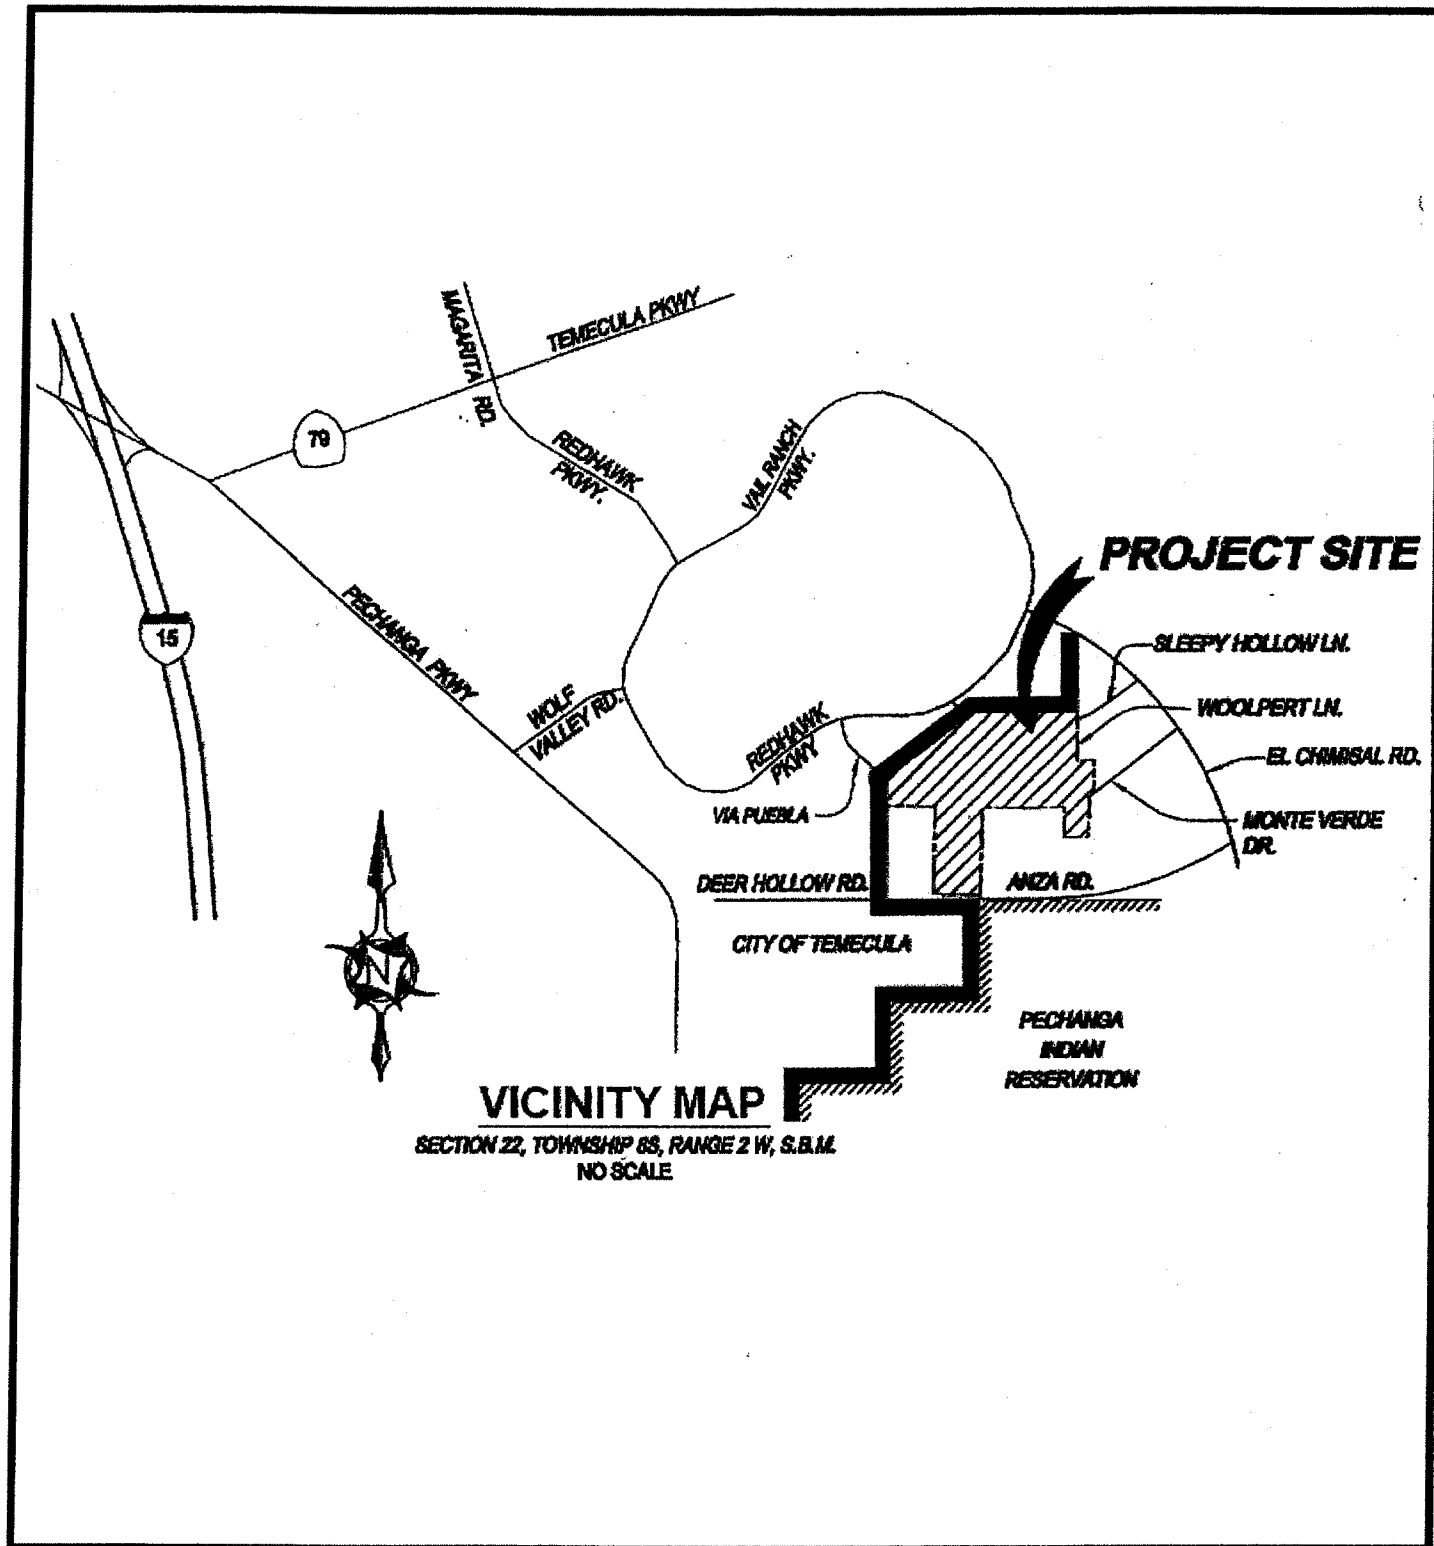 MAGARITA RD.
TEMECULA PKWY
79
REDHAWK
PKWY.
VAIL RANCH
PKWY.
PROJECT SITE
15
PECHANGA PKWY
SLEEPY HOLLOW LN.
WOLF
VALLEY RD.
REDHAWK
PKWY
WOOLPERT LN.
EL CHIMISAL RD.
VIA PUEBLA
MONTE VERDE
DR.
DEER HOLLOW RD.
ANZA RD.
CITY OF TEMECULA
N
PECHANGA
INDIAN
RESERVATION
VICINITY MAP
SECTION 22, TOWNSHIP 8S, RANGE 2 W, S.B.M.
NO SCALE